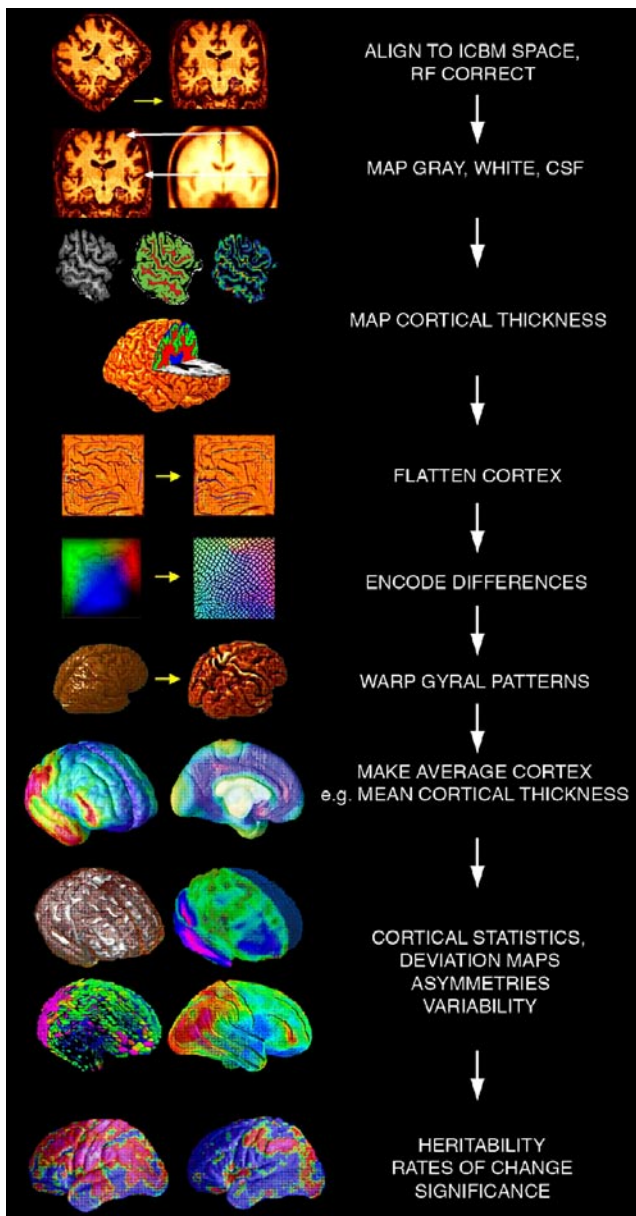 ALIGN TO ICBM SPACE,
RF CORRECT
MAP GRAY, WHITE, CSF
MAP CORTICAL THICKNESS
FLATTEN CORTEX
ENCODE DIFFERENCES
WARP GYRAL PATTERNS
MAKE AVERAGE CORTEX
e.g. MEAN CORTICAL THICKNESS
CORTICAL STATISTICS,
DEVIATION MAPS
ASYMMETRIES
VARIABILITY
HERITABILITY
RATES OF CHANGE
SIGNIFICANCE